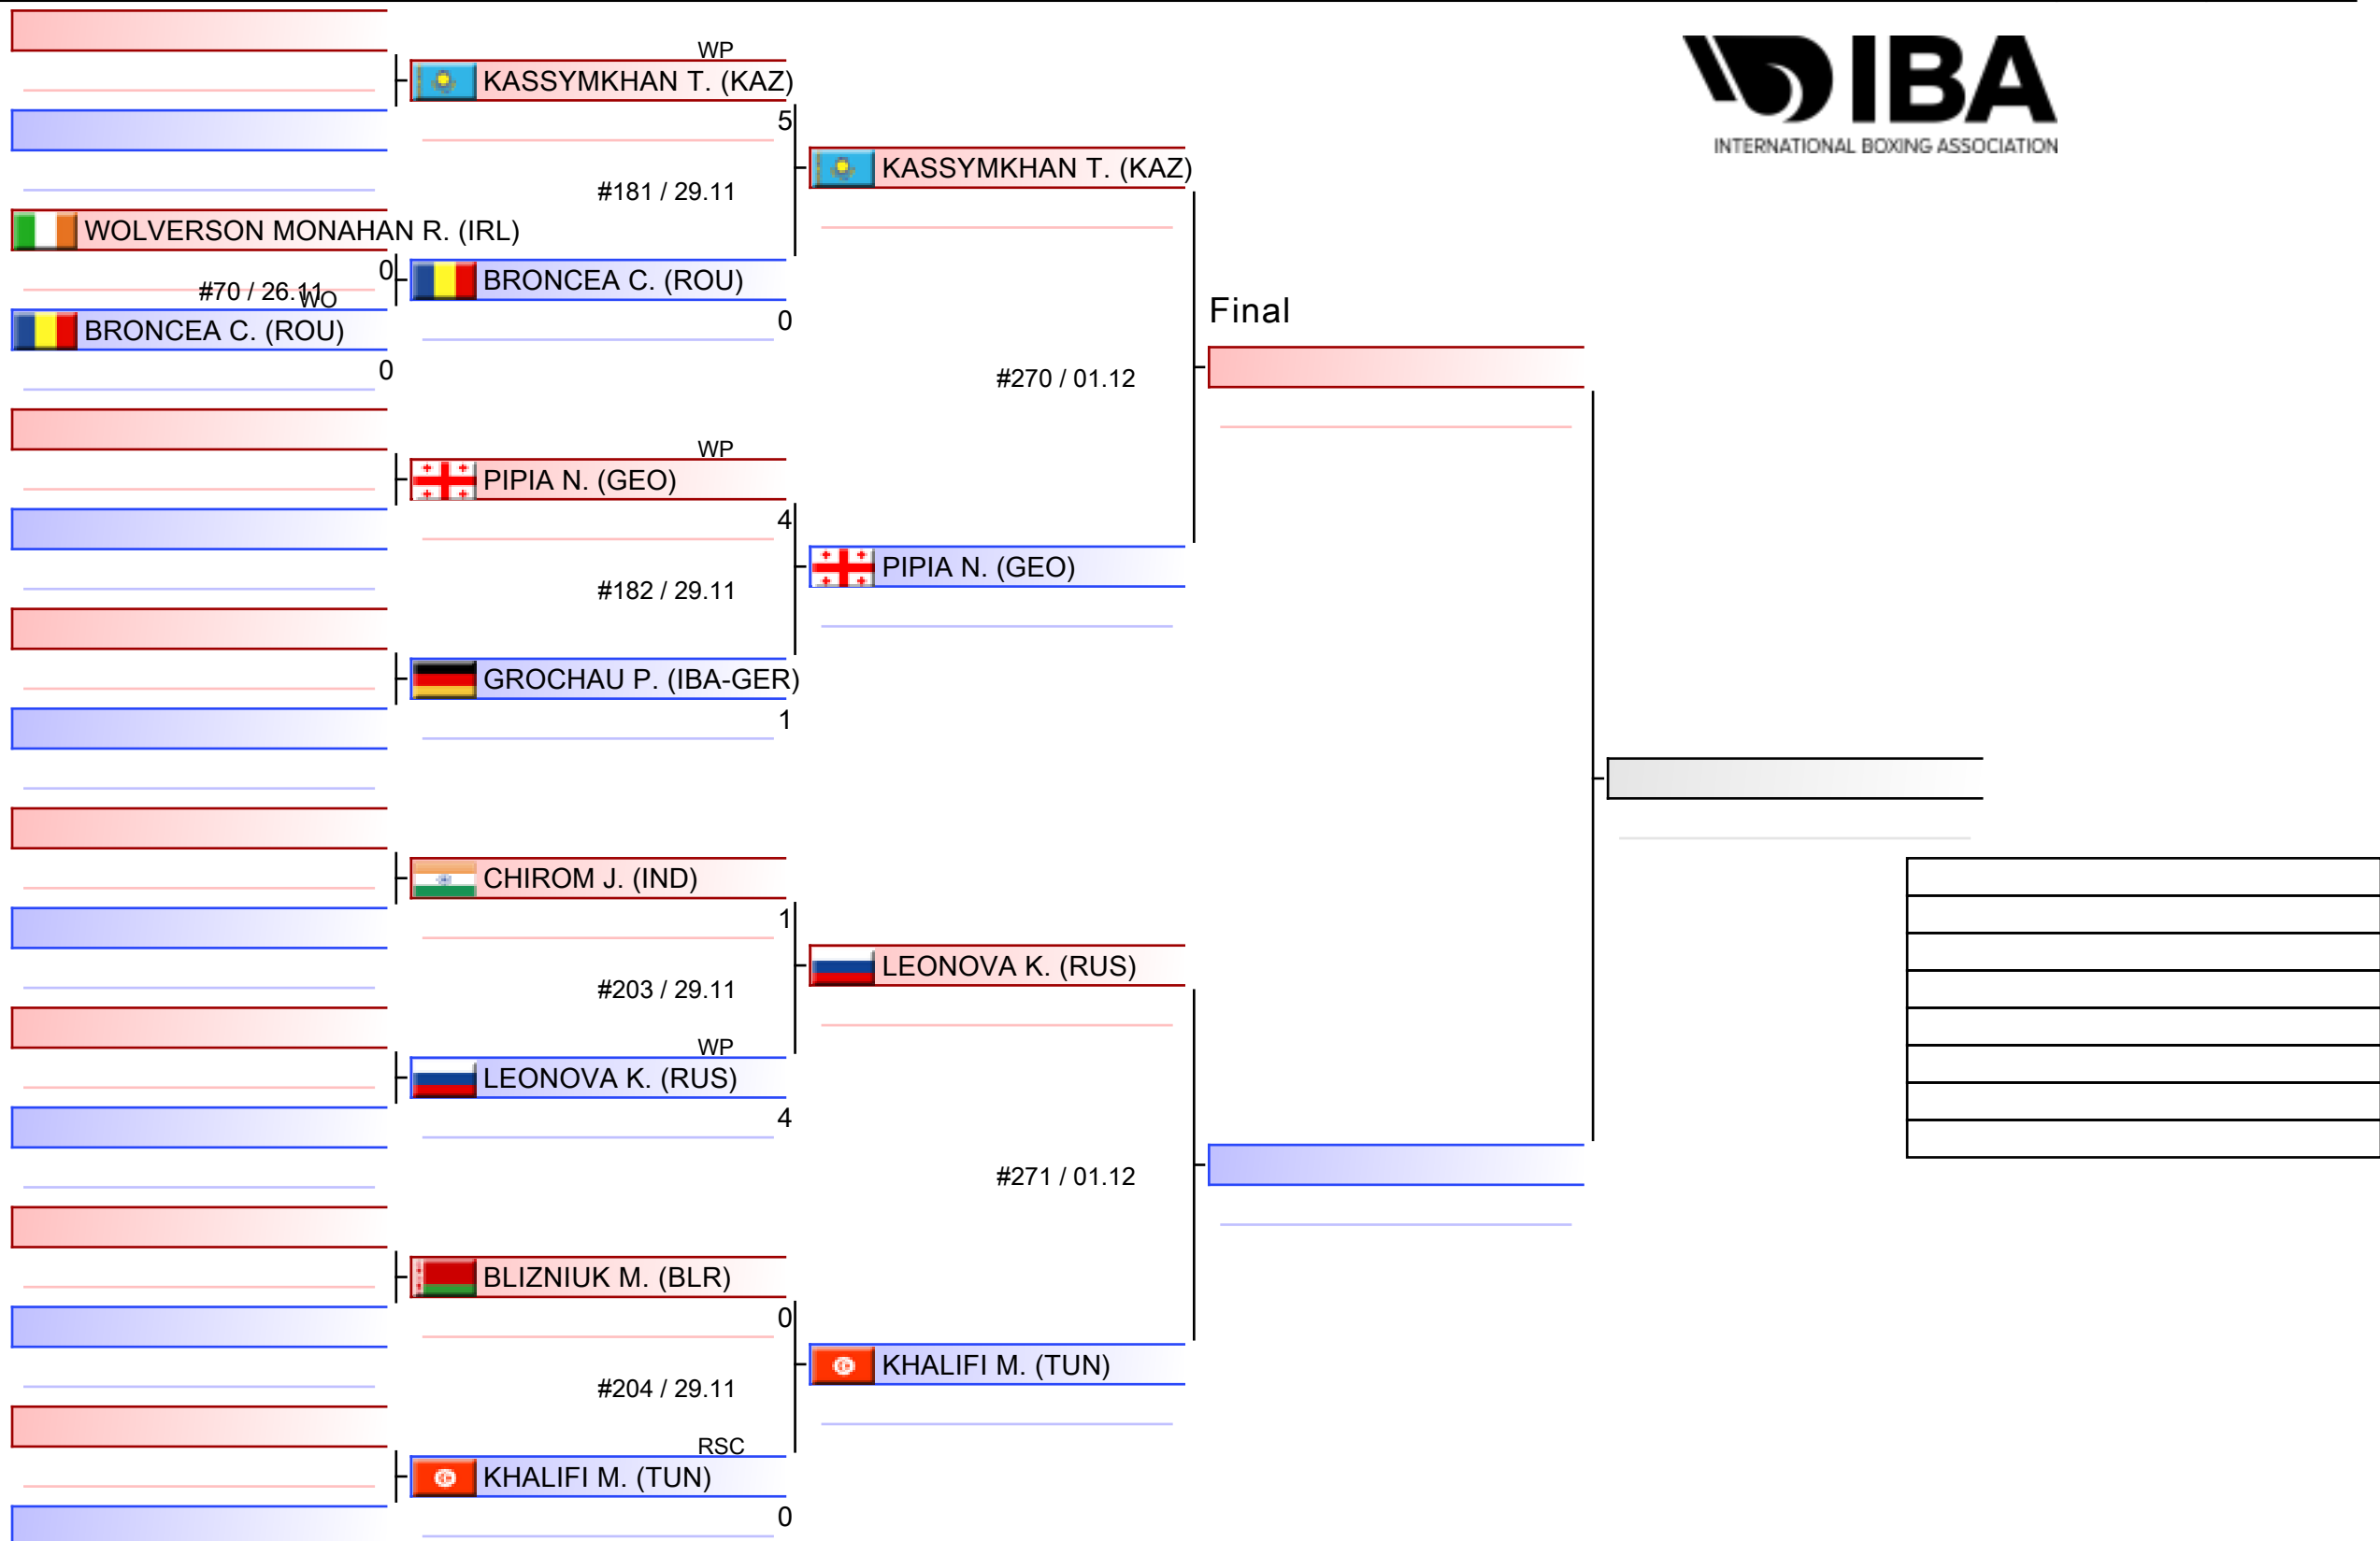 WP
KASSYMKHAN T. (KAZ)
5
#181 / 29.11
WOLVERSON MONAHAN R. (IRL)
0
#70 / 26.11
WO
BRONCEA C. (ROU)
0
BRONCEA C. (ROU)
0
WP
PIPIA N. (GEO)
4
#182 / 29.11
GROCHAU P. (IBA-GER)
1
CHIROM J. (IND)
1
#203 / 29.11
WP
LEONOVA K. (RUS)
4
BLIZNIUK M. (BLR)
0
#204 / 29.11
RSC
KHALIFI M. (TUN)
0
KASSYMKHAN T. (KAZ)
#270 / 01.12
PIPIA N. (GEO)
LEONOVA K. (RUS)
#271 / 01.12
KHALIFI M. (TUN)
Final
IBA
INTERNATIONAL BOXING ASSOCIATION